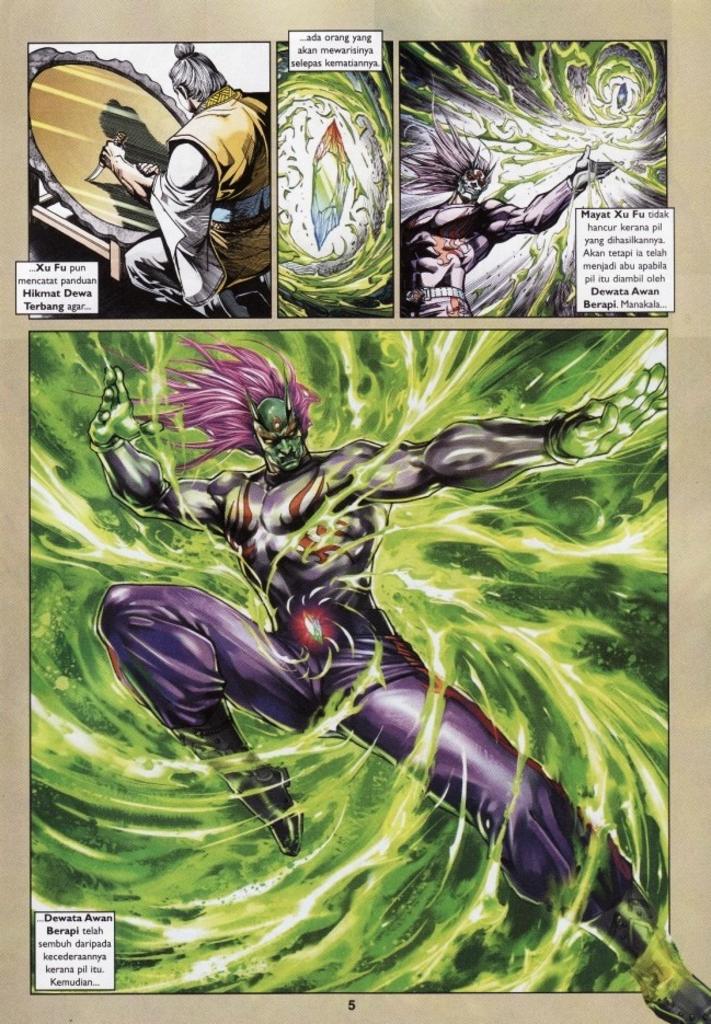 ...Xu Fu pun
mencatat panduan
Hikmat Dewa
Terbang agar...
...ada orang yang
akan mewarisinya
selepas kematiannya.
Mayat Xu Fu tidak
hancur kerana pil
yang dihasilkannya.
Akan tetapi ia telah
menjadi abu apabila
pil itu diambil oleh
Dewata Awan
Berapi. Manakala...
...Dewata Awan
Berapi telah
sembuh daripada
kecederaannya
kerana pil itu.
Kemudian...
5